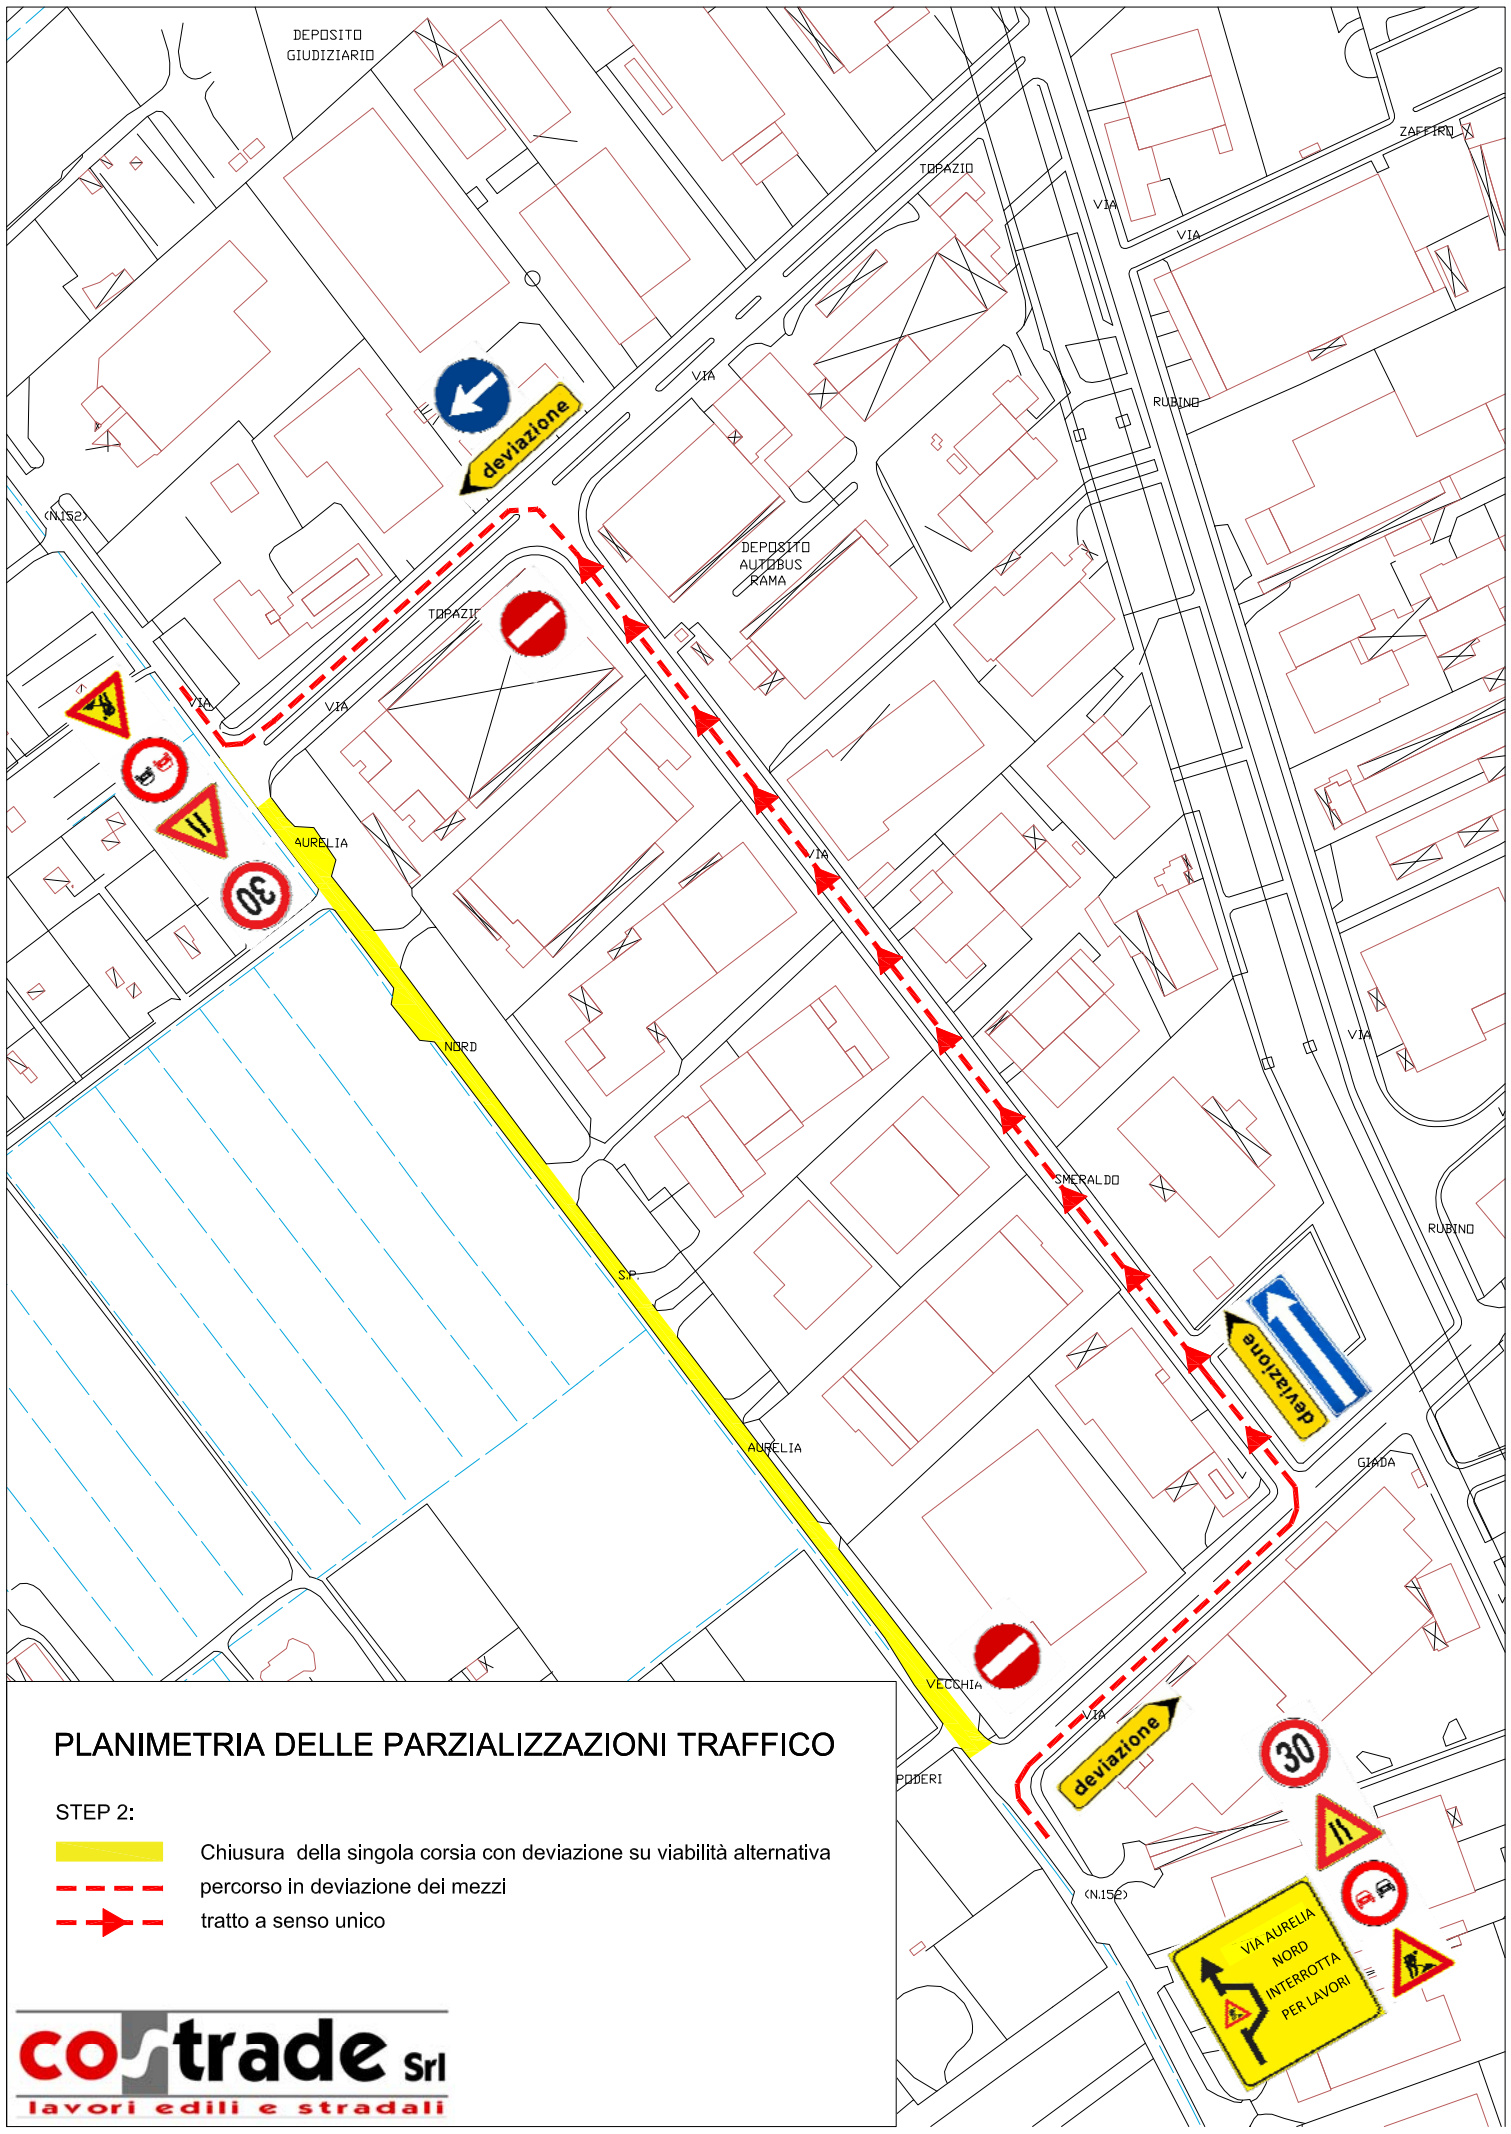 DEPOSITO
GIUDIZIARIO
ZAFFIRO
TOPAZIO
VIA
VIA
VIA
RUBINO
deviazione
(N.152)
DEPOSITO
AUTOBUS
RAMA
TOPAZI
VIA
VIA
AURELIA
VIA
30
NORD
VIA
SMERALDO
RUBINO
S.P.
deviazione
AURELIA
GIADA
VECCHIA
VIA
deviazione
30
PODERI
(N.152)
VIA AURELIA
NORD
INTERROTTA
PER LAVORI
PLANIMETRIA DELLE PARZIALIZZAZIONI TRAFFICO
STEP 2:
Chiusura della singola corsia con deviazione su viabilità alternativa
percorso in deviazione dei mezzi
tratto a senso unico
costrade Srl
lavori edili e stradali